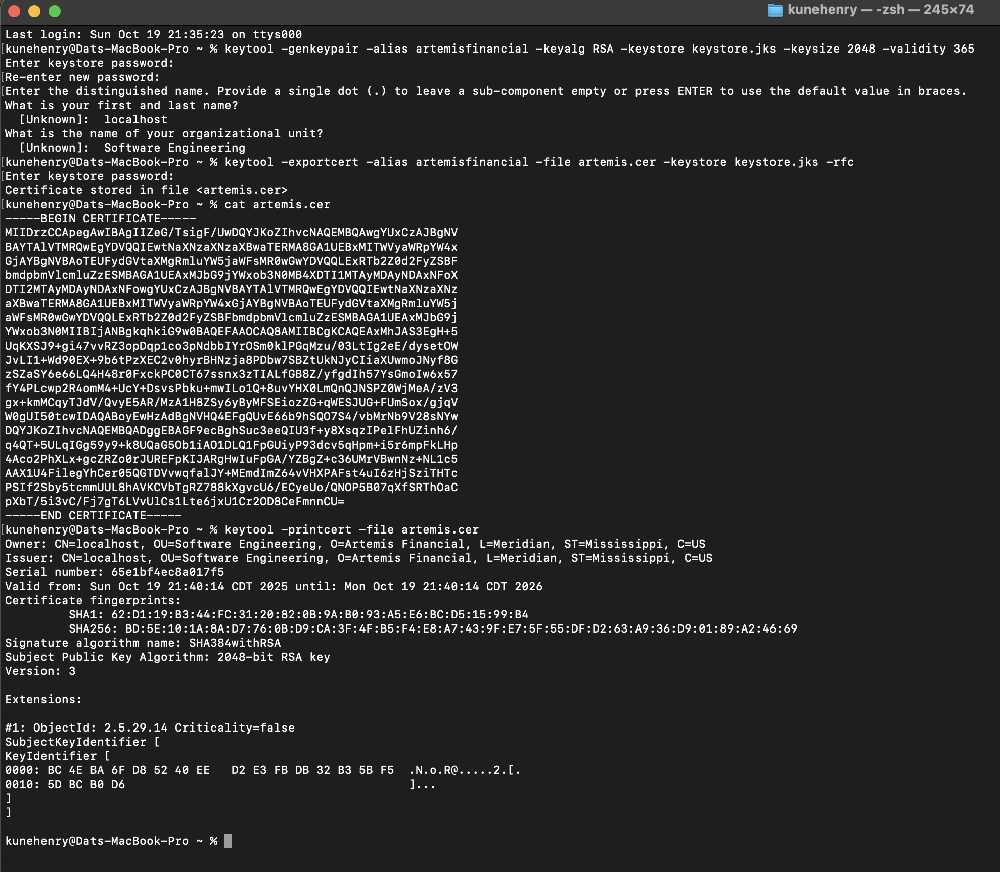 kunehenry — -zsh — 245×74
Last login: Sun Oct 19 21:35:23 on ttys000
[kunehenry@Dats-MacBook-Pro ~ % keytool -genkeypair -alias artemisfinancial -keyalg RSA -keystore keystore.jks -keysize 2048 -validity 365
Enter keystore password:
[Re-enter new password:
[Enter the distinguished name. Provide a single dot (.) to leave a sub-component empty or press ENTER to use the default value in braces.
What is your first and last name?
  [Unknown]:  localhost
What is the name of your organizational unit?
  [Unknown]:  Software Engineering
[kunehenry@Dats-MacBook-Pro ~ % keytool -exportcert -alias artemisfinancial -file artemis.cer -keystore keystore.jks -rfc
[Enter keystore password:
Certificate stored in file <artemis.cer>
[kunehenry@Dats-MacBook-Pro ~ % cat artemis.cer
-----BEGIN CERTIFICATE-----
MIIDrzCCApegAwIBAgIIZeG/TsigF/UwDQYJKoZIhvcNAQEMBQAwgYUxCzAJBgNV
BAYTAlVTMRQwEgYDVQQIEwtNaXNzaXNzaXBwaTERMA8GA1UEBxMITWVyaWRpYW4x
GjAYBgNVBAoTEUFydGVtaXMgRmluYW5jaWFsMR0wGwYDVQQLExRTb2Z0d2FyZSBF
bmdpbmVlcmluZzESMBAGA1UEAxMJbG9jYWxob3N0MB4XDTI1MTAyMDAyNDAxNFoX
DTI2MTAyMDAyNDAxNFowgYUxCzAJBgNVBAYTAlVTMRQwEgYDVQQIEwtNaXNzaXNz
aXBwaTERMA8GA1UEBxMITWVyaWRpYW4xGjAYBgNVBAoTEUFydGVtaXMgRmluYW5j
aWFsMR0wGwYDVQQLExRTb2Z0d2FyZSBFbmdpbmVlcmluZzESMBAGA1UEAxMJbG9j
YWxob3N0MIIBIjANBgkqhkiG9w0BAQEFAAOCAQ8AMIIBCgKCAQEAxMhJAS3EgH+5
UqKXSJ9+gi47vvRZ3opDqp1co3pNdbbIYrOSm0klPGqMzu/03LtIg2eE/dysetOW
JvLI1+Wd90EX+9b6tPzXEC2v0hyrBHNzja8PDbw7SBZtUkNJyCIiaXUwmoJNyf8G
zSZaSY6e66LQ4H48r0FxckPC0CT67ssnx3zTIALfGB8Z/yfgdIh57YsGmoIw6x57
fY4PLcwp2R4omM4+UcY+DsvsPbku+mwILo1Q+8uvYHX0LmQnQJNSPZ0WjMeA/zV3
gx+kmMCqyTJdV/QvyE5AR/MzA1H8ZSy6yByMFSEiozZG+qWESJUG+FUmSox/gjqV
W0gUI50tcwIDAQABoyEwHzAdBgNVHQ4EFgQUvE66b9hSQO7S4/vbMrNb9V28sNYw
DQYJKoZIhvcNAQEMBQADggEBAGF9ecBghSuc3eeQIU3f+y8XsqzIPelFhUZinh6/
q4QT+5ULqIGg59y9+k8UQaG5Ob1iAO1DLQ1FpGUiyP93dcv5qHpm+i5r6mpFkLHp
4Aco2PhXLx+gcZRZo0rJUREFpKIJARgHwIuFpGA/YZBgZ+c36UMrVBwnNz+NL1c5
AAX1U4FilegYhCer05QGTDVvwqfalJY+MEmdImZ64vVHXPAFst4uI6zHjSziTHTc
PSIf2Sby5tcmmUUL8hAVKCVbTgRZ788kXgvcU6/ECyeUo/QNOP5B07qXfSRThOaC
pXbT/5i3vC/Fj7gT6LVvUlCs1Lte6jxU1Cr2OD8CeFmnnCU=
-----END CERTIFICATE-----
[kunehenry@Dats-MacBook-Pro ~ % keytool -printcert -file artemis.cer
Owner: CN=localhost, OU=Software Engineering, O=Artemis Financial, L=Meridian, ST=Mississippi, C=US
Issuer: CN=localhost, OU=Software Engineering, O=Artemis Financial, L=Meridian, ST=Mississippi, C=US
Serial number: 65e1bf4ec8a017f5
Valid from: Sun Oct 19 21:40:14 CDT 2025 until: Mon Oct 19 21:40:14 CDT 2026
Certificate fingerprints:
         SHA1: 62:D1:19:B3:44:FC:31:20:82:0B:9A:B0:93:A5:E6:BC:D5:15:99:B4
         SHA256: BD:5E:10:1A:8A:D7:76:0B:D9:CA:3F:4F:B5:F4:E8:A7:43:9F:E7:5F:55:DF:D2:63:A9:36:D9:01:89:A2:46:69
Signature algorithm name: SHA384withRSA
Subject Public Key Algorithm: 2048-bit RSA key
Version: 3
Extensions:
#1: ObjectId: 2.5.29.14 Criticality=false
SubjectKeyIdentifier [
KeyIdentifier [
0000: BC 4E BA 6F D8 52 40 EE   D2 E3 FB DB 32 B3 5B F5  .N.o.R@.....2.[.
0010: 5D BC B0 D6                                        ]...
]
]
kunehenry@Dats-MacBook-Pro ~ %